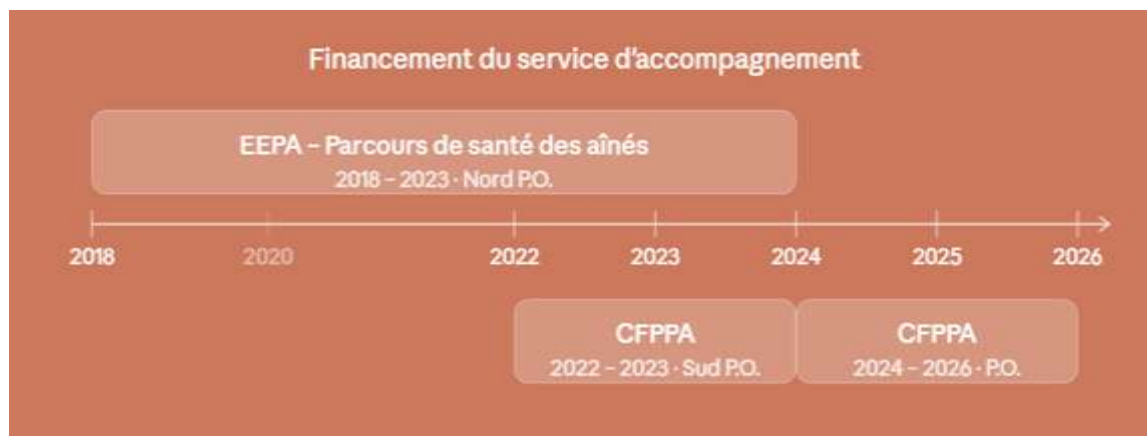 Financement du service d'accompagnement
EEPA – Parcours de santé des aînés
2018 – 2023 · Nord P.O.
2018 2020 2022 2023 2024 2025 2026
CFPPA CFPPA
2022 – 2023 · Sud P.O. 2024 – 2026 · P.O.